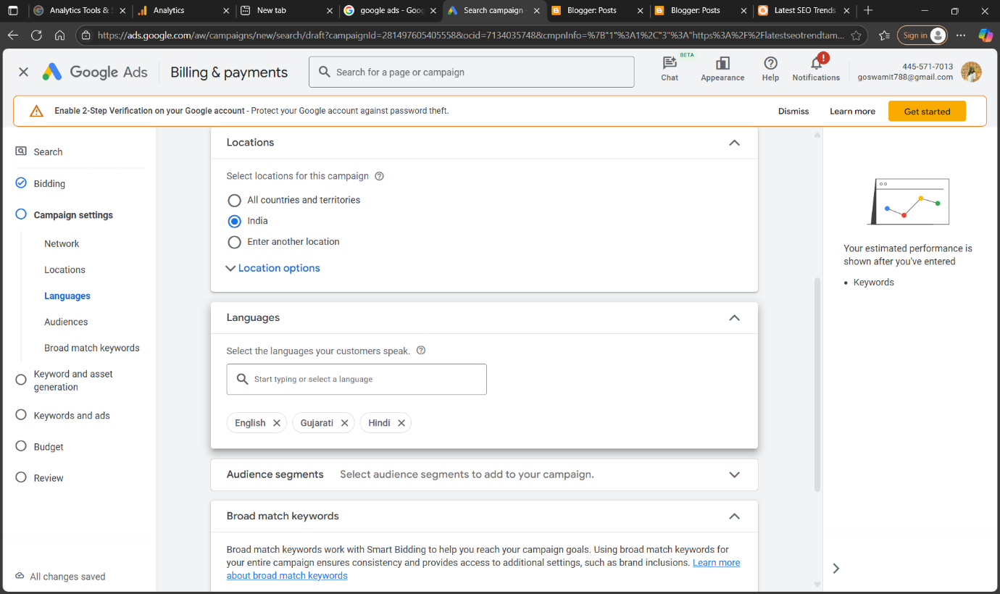 Analytics Tools &
Analytics
New tab
google ads - Goog
Search campaign
Blogger: Posts
Blogger: Posts
Latest SEO Trends
https://ads.google.com/aw/campaigns/new/search/draft?campaignId=281497605405558&ocid=7134035748&cmpnInfo=%7B"1"%3A1%2C"3"%3A"https%3A%2F%2Flatestseotrendtam...
Sign in
Google Ads
Billing & payments
Search for a page or campaign
BETA
Chat
Appearance
Help
Notifications
445-571-7013
goswamit788@gmail.com
Enable 2-Step Verification on your Google account - Protect your Google account against password theft.
Dismiss
Learn more
Get started
Search
Bidding
Campaign settings
Network
Locations
Languages
Audiences
Broad match keywords
Keyword and asset
generation
Keywords and ads
Budget
Review
All changes saved
Locations
Select locations for this campaign
All countries and territories
India
Enter another location
Location options
Languages
Select the languages your customers speak.
Start typing or select a language
English
Gujarati
Hindi
Audience segments Select audience segments to add to your campaign.
Broad match keywords
Broad match keywords work with Smart Bidding to help you reach your campaign goals. Using broad match keywords for
your entire campaign ensures consistency and provides access to additional settings, such as brand inclusions. Learn more
about broad match keywords
Your estimated performance is
shown after you've entered
• Keywords